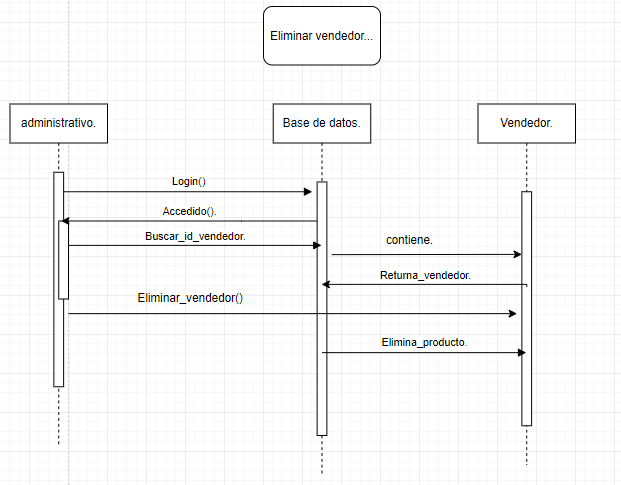 Eliminar vendedor...
administrativo.
Base de datos.
Vendedor.
Login()
Accedido().
Buscar_id_vendedor.
contiene.
Returna_vendedor.
Eliminar_vendedor()
Elimina_producto.